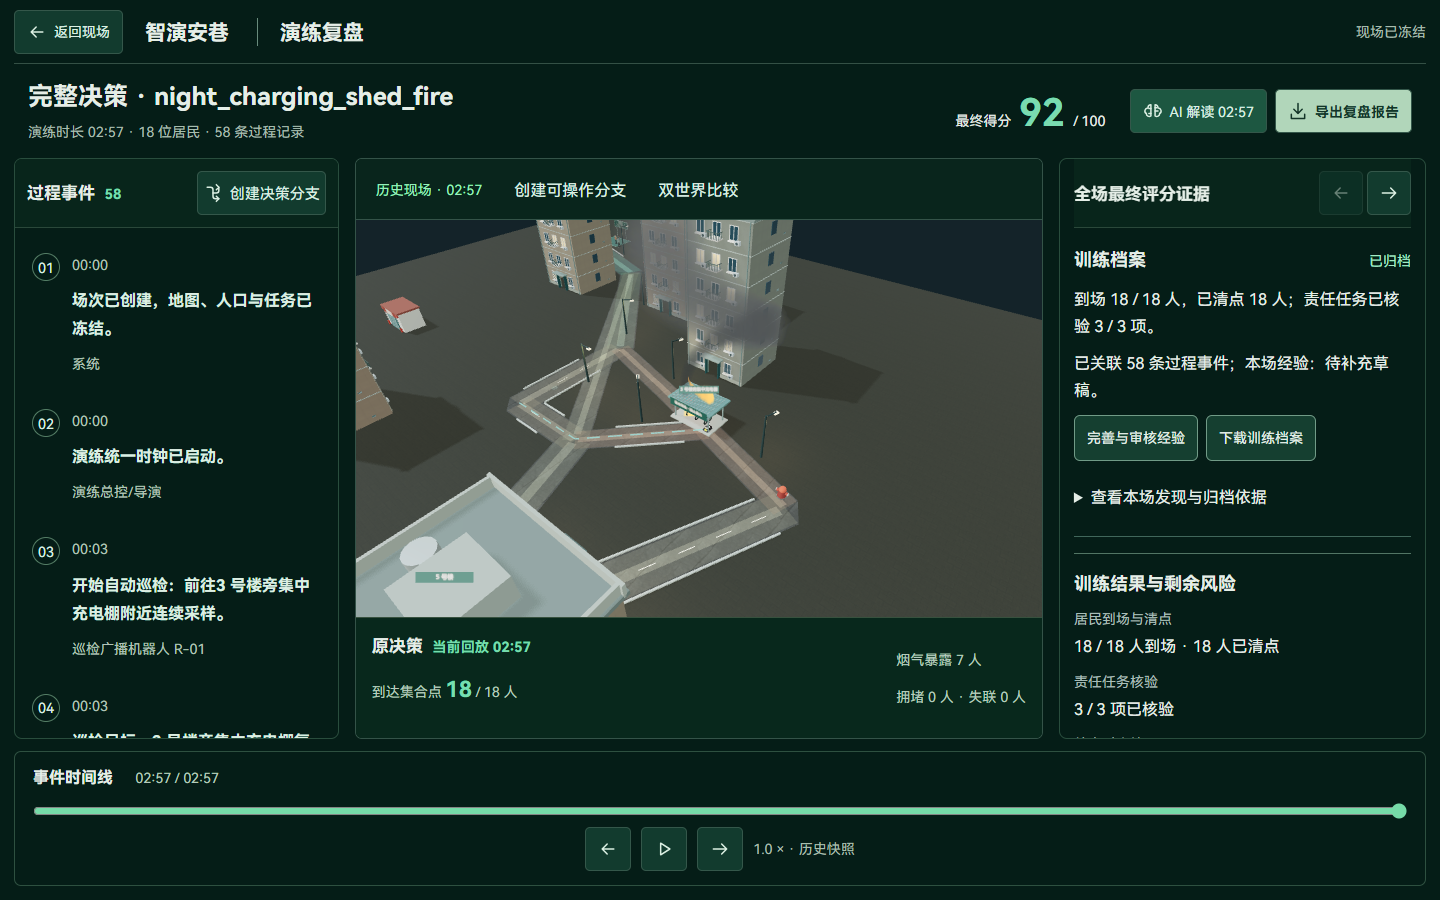 返回现场
智演安巷
演练复盘
现场已冻结
完整决策 · night_charging_shed_fire
演练时长 02:57 · 18 位居民 · 58 条过程记录
最终得分 92 / 100
AI 解读 02:57
导出复盘报告
过程事件 58
创建决策分支
01
00:00
场次已创建，地图、人口与任务已
冻结。
系统
02
00:00
演练统一时钟已启动。
演练总控/导演
03
00:03
开始自动巡检：前往3 号楼旁集中
充电棚附近连续采样。
巡检广播机器人 R-01
04
00:03
历史现场 · 02:57
创建可操作分支
双世界比较
原决策 当前回放 02:57
到达集合点 18 / 18 人
烟气暴露 7 人
拥堵 0 人 · 失联 0 人
全场最终评分证据
训练档案
已归档
到场 18 / 18 人，已清点 18 人；责任任务已核
验 3 / 3 项。
已关联 58 条过程事件；本场经验：待补充草
稿。
完善与审核经验
下载训练档案
查看本场发现与归档依据
训练结果与剩余风险
居民到场与清点
18 / 18 人到场 · 18 人已清点
责任任务核验
3 / 3 项已核验
事件时间线
02:57 / 02:57
1.0 × · 历史快照